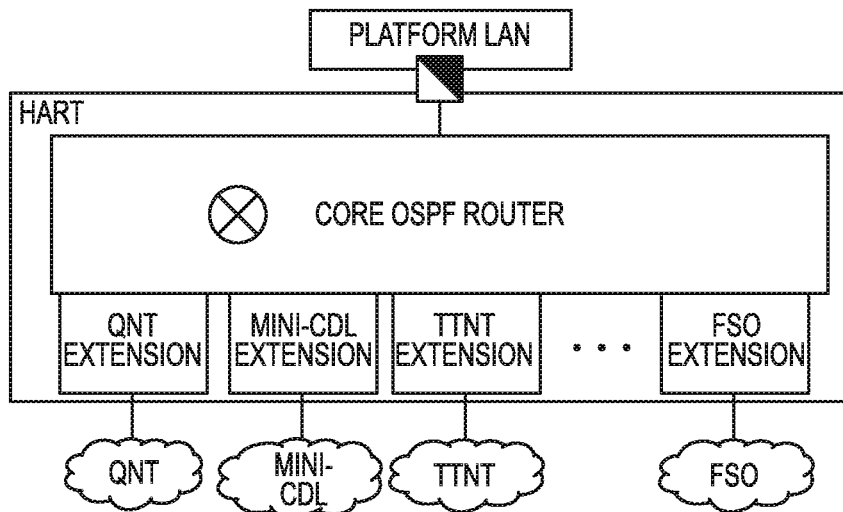 PLATFORM LAN
HART
CORE OSPF ROUTER
QNT
EXTENSION
MINI-CDL
EXTENSION
TTNT
EXTENSION
• • •
FSO
EXTENSION
QNT
MINI-
CDL
TTNT
FSO